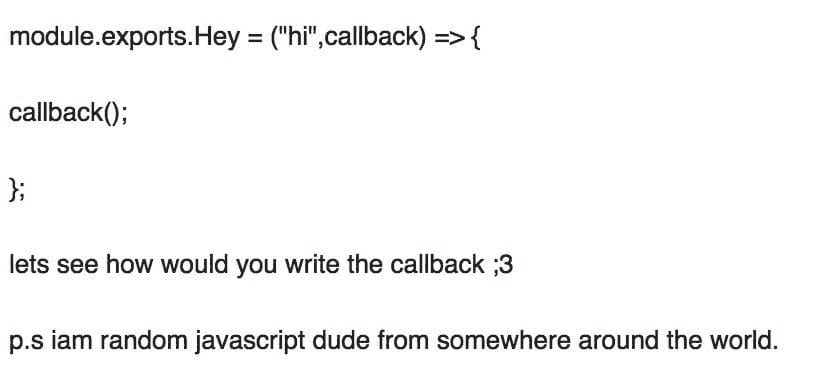 module.exports.Hey = ("hi",callback) => {
callback();
};
lets see how would you write the callback ;3
p.s iam random javascript dude from somewhere around the world.